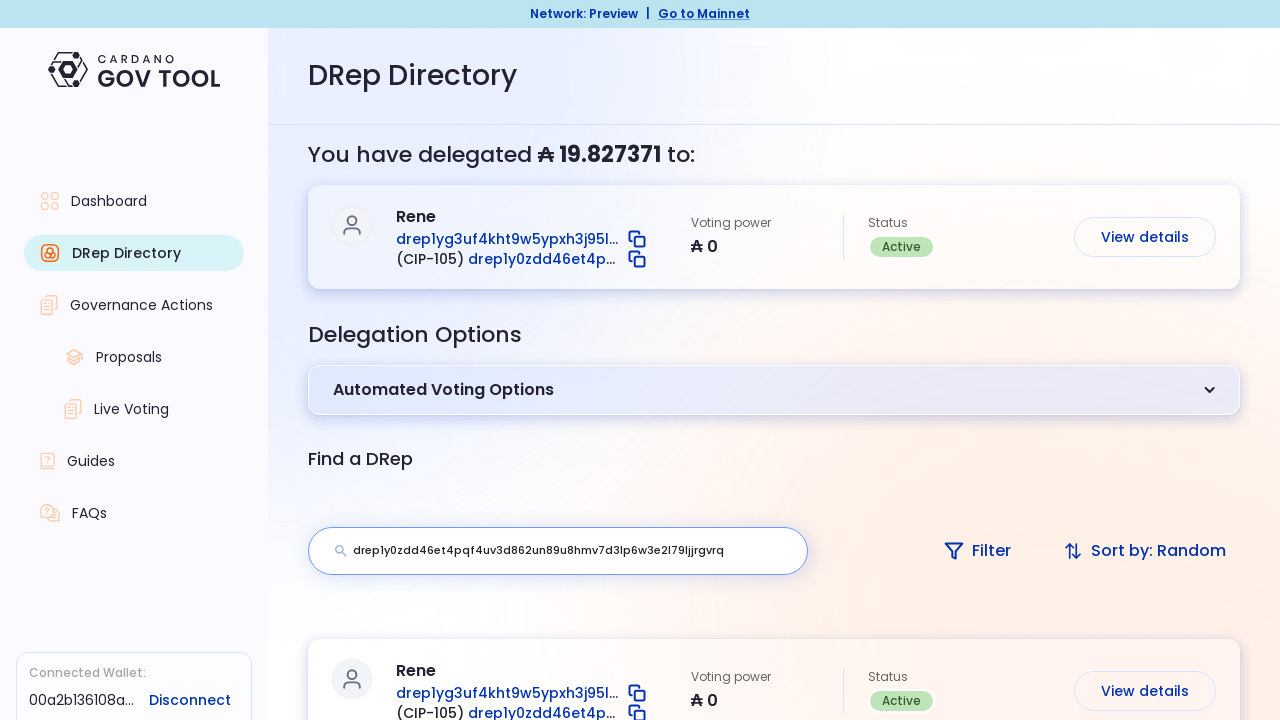 Network: Preview | Go to Mainnet
CARDANO
GOV TOOL
Dashboard
DRep Directory
Governance Actions
Proposals
Live Voting
Guides
FAQs
Connected Wallet:
00a2b136108a... Disconnect
DRep Directory
You have delegated ₳ 19.827371 to:
Rene
drep1yg3uf4kht9w5ypxh3j95l...
(CIP-105) drep1y0zdd46et4p...
Voting power
₳ 0
Status
Active
View details
Delegation Options
Automated Voting Options
Find a DRep
drep1y0zdd46et4pqf4uv3d862un89u8hmv7d3lp6w3e2l79ljjrgvrq
Filter
Sort by: Random
Rene
drep1yg3uf4kht9w5ypxh3j95l...
(CIP-105) drep1y0zdd46et4p...
Voting power
₳ 0
Status
Active
View details